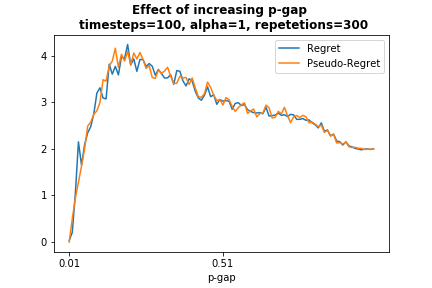 Effect of increasing p-gap
timesteps=100, alpha=1, repetetions=300
Regret
Pseudo-Regret
4
3
2
1
0
0.01
0.51
p-gap